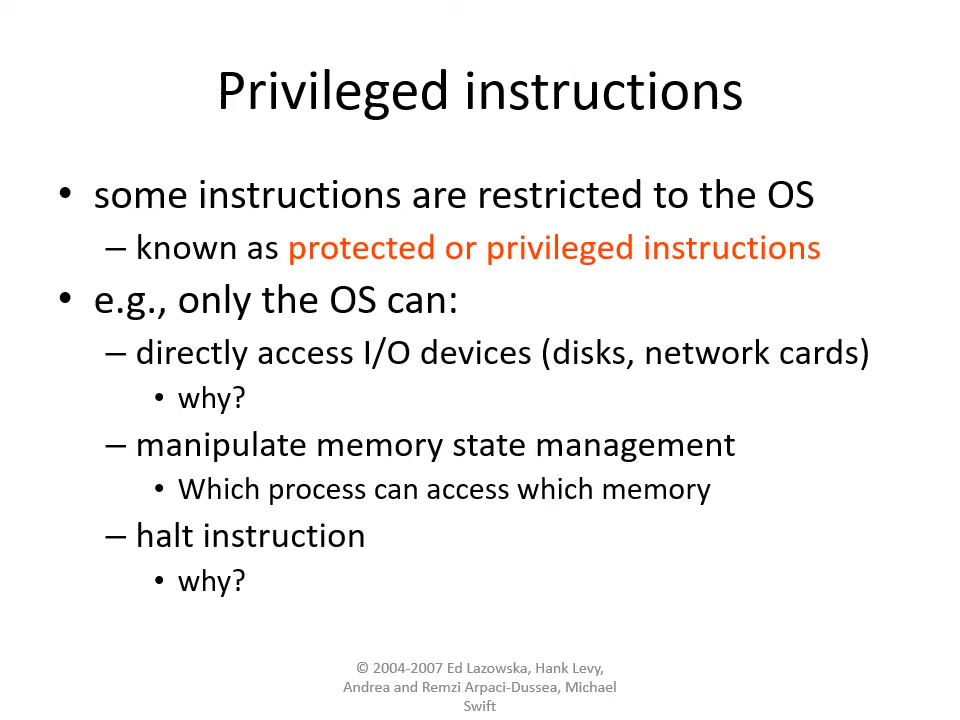 Privileged instructions
• some instructions are restricted to the OS
– known as protected or privileged instructions
• e.g., only the OS can:
– directly access I/O devices (disks, network cards)
• why?
– manipulate memory state management
• Which process can access which memory
– halt instruction
• why?
© 2004-2007 Ed Lazowska, Hank Levy,
Andrea and Remzi Arpaci-Dussea, Michael
Swift